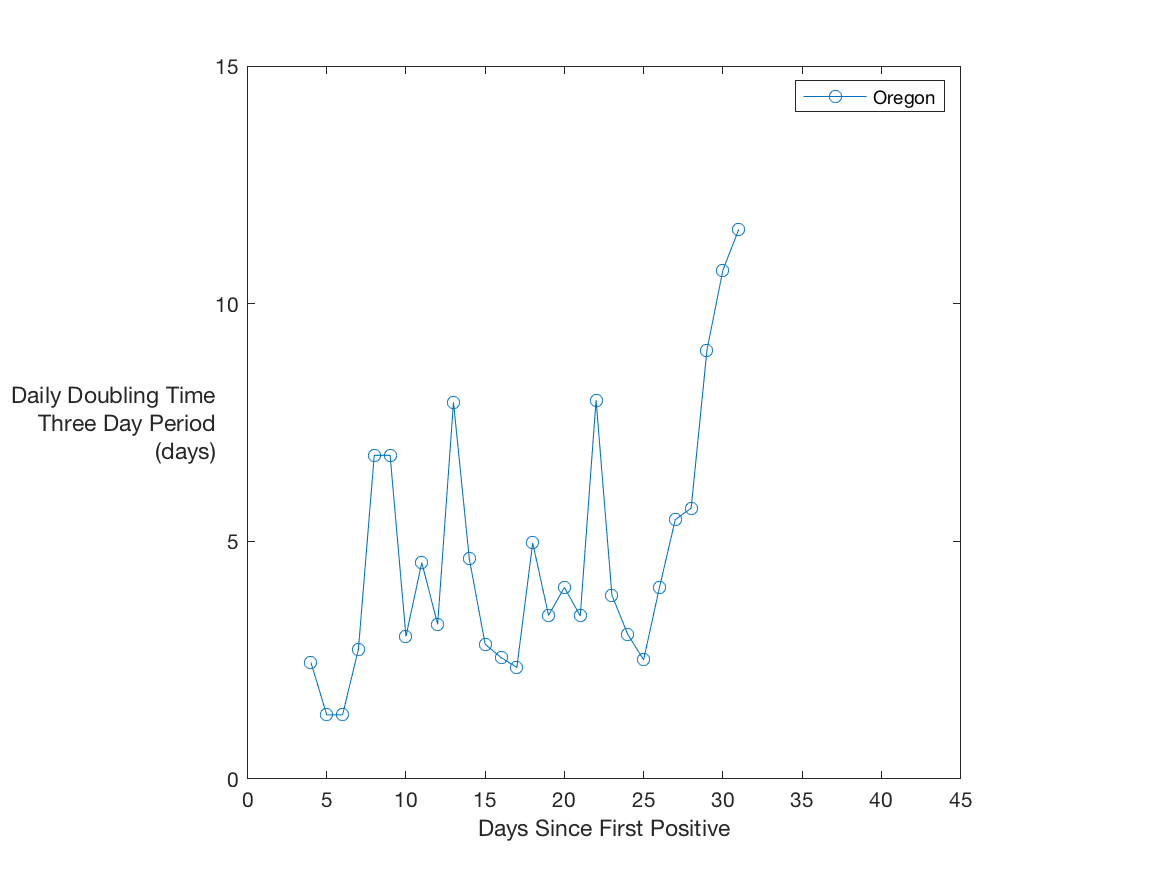 15
Oregon
10
Daily Doubling Time
Three Day Period
(days)
5
0
0 5 10 15 20 25 30 35 40 45
Days Since First Positive